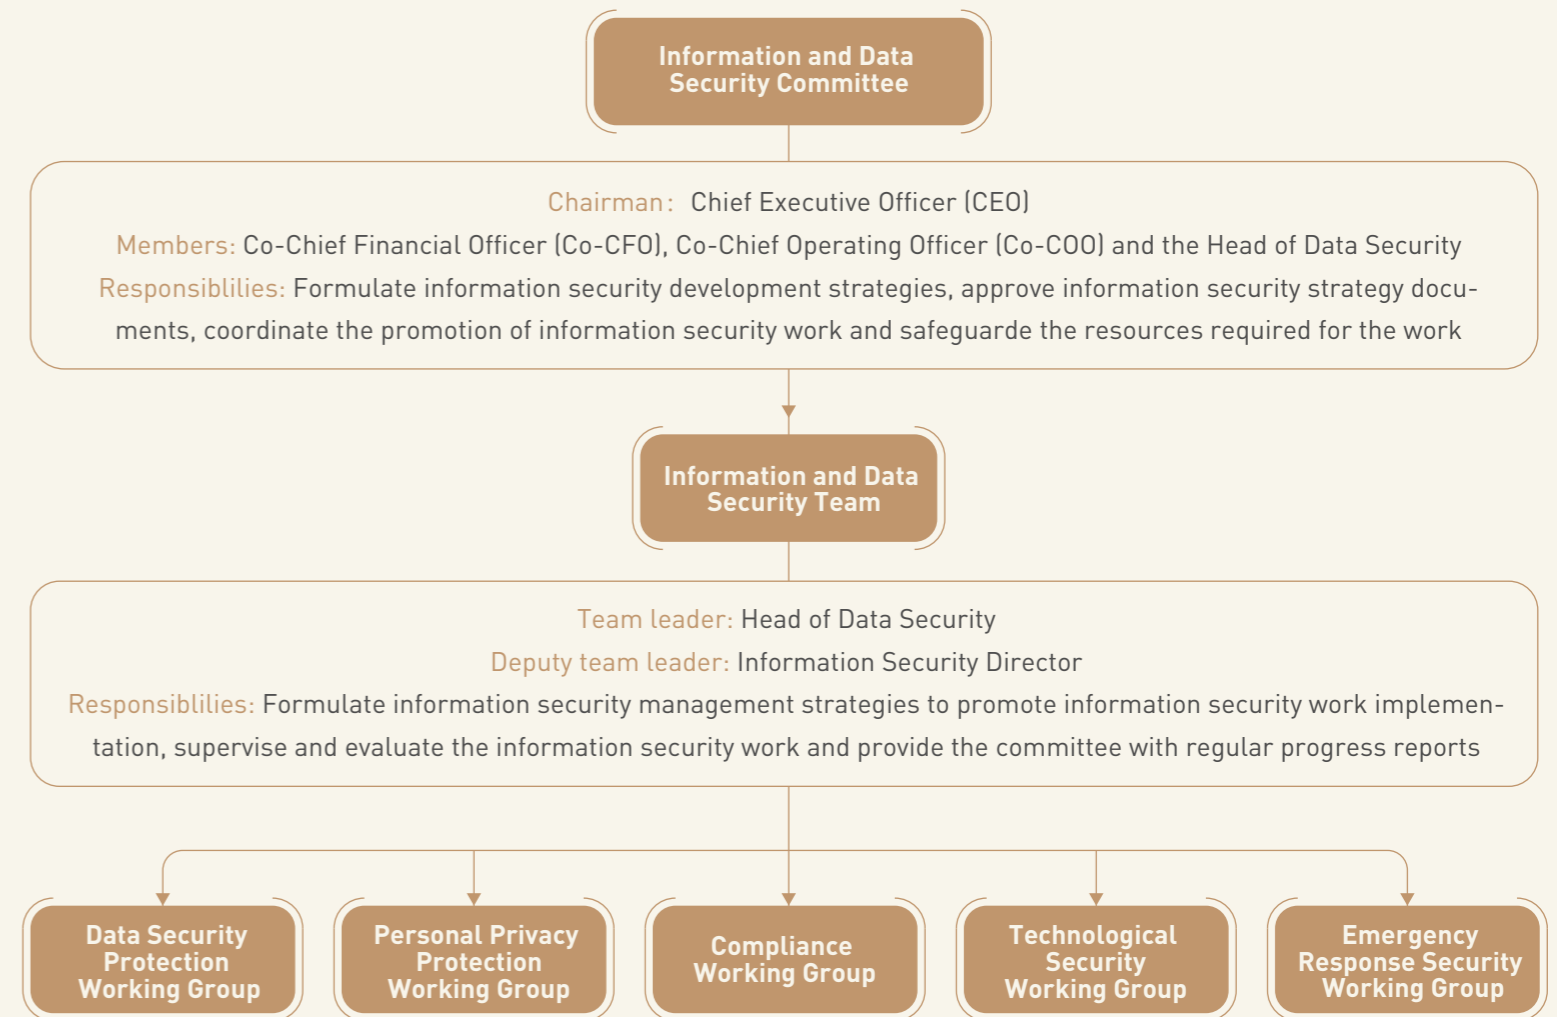 Information and Data
Security Committee
Chairman: Chief Executive Officer (CEO)
Members: Co-Chief Financial Officer (Co-CFO), Co-Chief Operating Officer (Co-COO) and the Head of Data Security
Responsiblilies: Formulate information security development strategies, approve information security strategy docu-
ments, coordinate the promotion of information security work and safeguarde the resources required for the work
Information and Data
Security Team
Team leader: Head of Data Security
Deputy team leader: Information Security Director
Responsiblilies: Formulate information security management strategies to promote information security work implemen-
tation, supervise and evaluate the information security work and provide the committee with regular progress reports
Data Security
Protection
Working Group
Personal Privacy
Protection
Working Group
Compliance
Working Group
Technological
Security
Working Group
Emergency
Response Security
Working Group